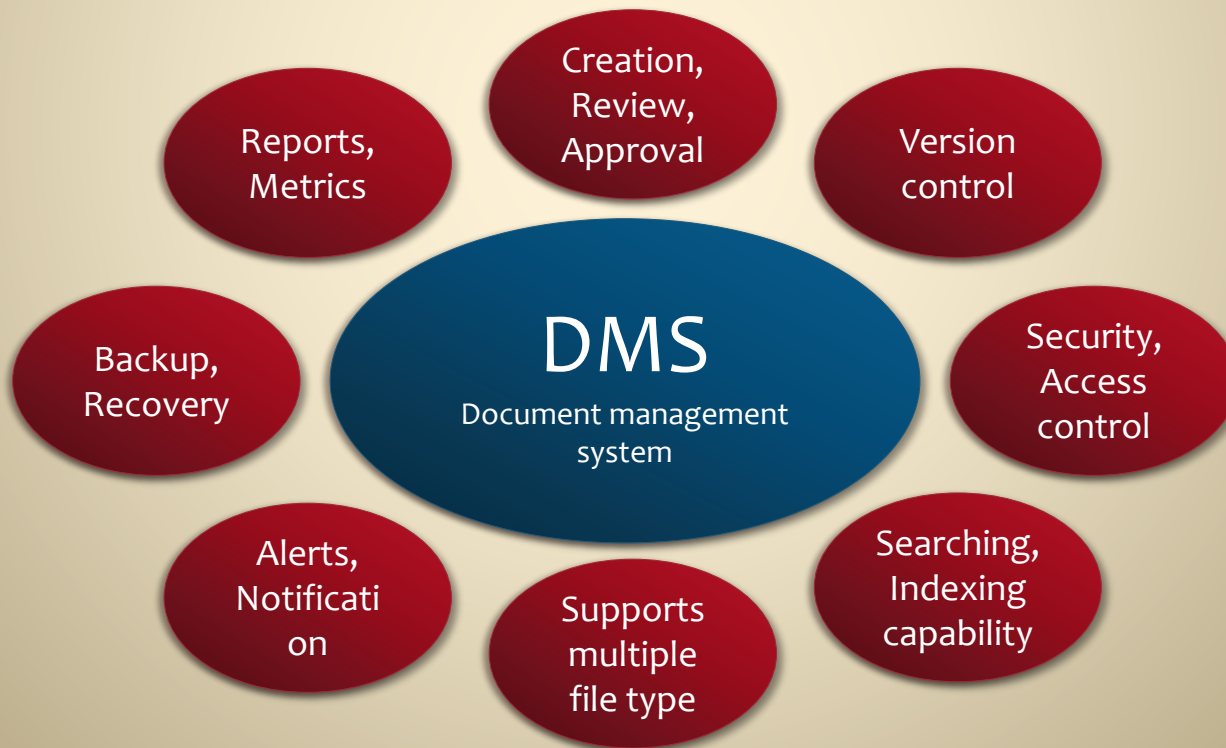 Creation,
Review,
Approval
Version
control
Security,
Access
control
Searching,
Indexing
capability
Supports
multiple
file type
Alerts,
Notificati
on
Backup,
Recovery
Reports,
Metrics
DMS
Document management
system